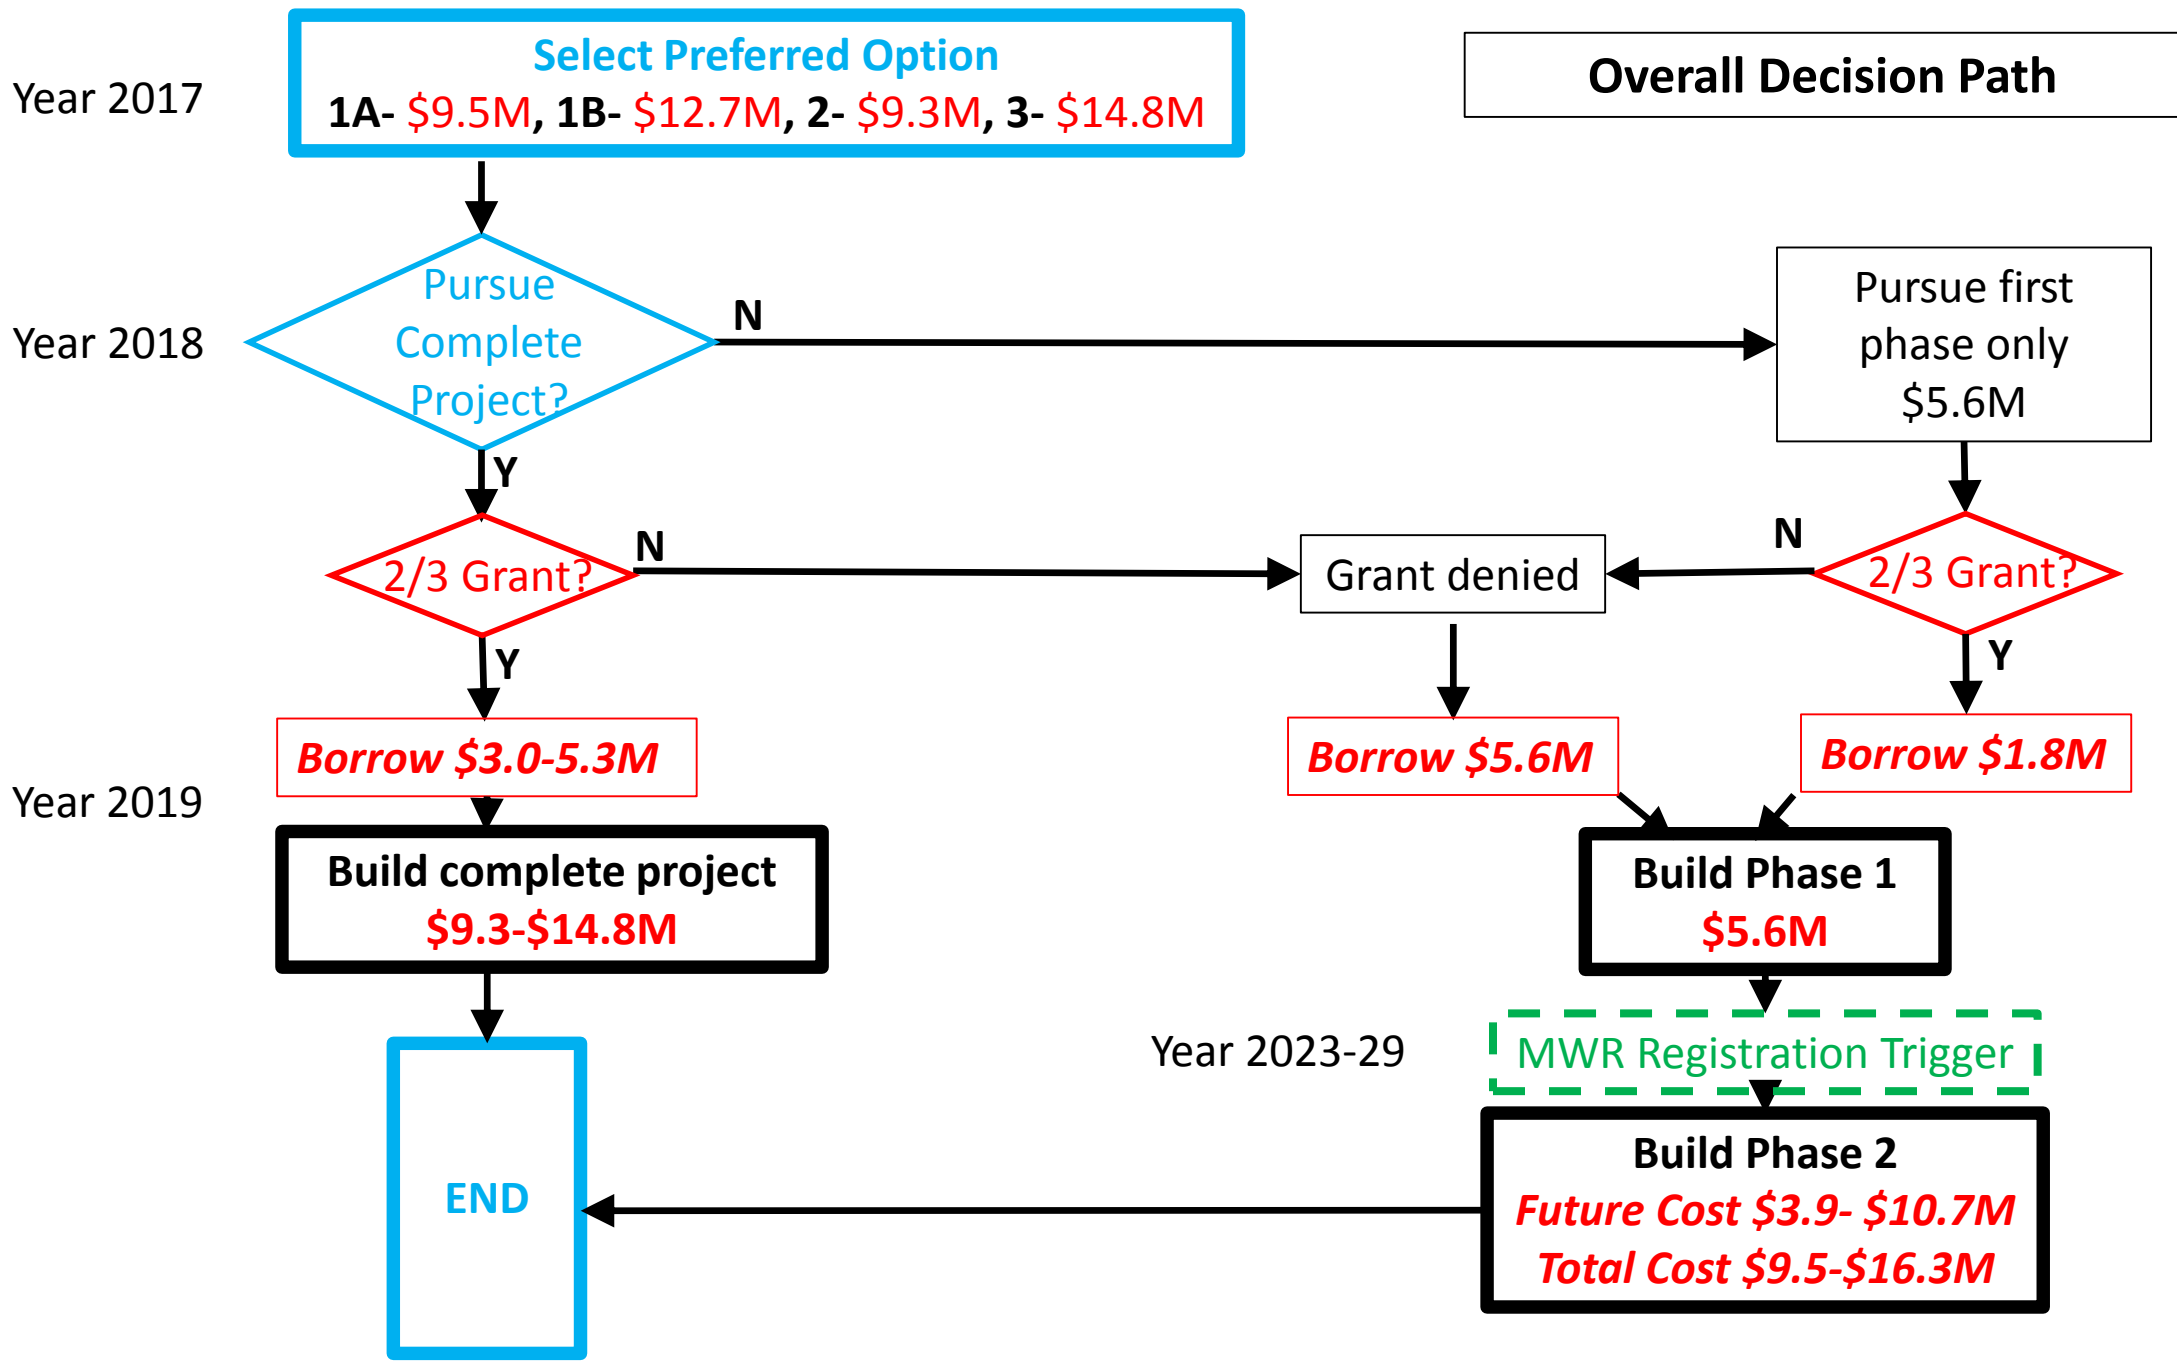 Select Preferred Option
Overall Decision Path
Year 2017
1A- $9.5M, 1B- $12.7M, 2- $9.3M, 3- $14.8M
Year 2018
Pursue
Complete
Project?
N
Pursue first
phase only
$5.6M
Y
2/3 Grant?
N
Grant denied
N
2/3 Grant?
Y
Y
Borrow $3.0-5.3M
Borrow $5.6M
Borrow $1.8M
Year 2019
Build complete project
$9.3-$14.8M
Build Phase 1
$5.6M
Year 2023-29
MWR Registration Trigger
Build Phase 2
Future Cost $3.9- $10.7M
Total Cost $9.5-$16.3M
END